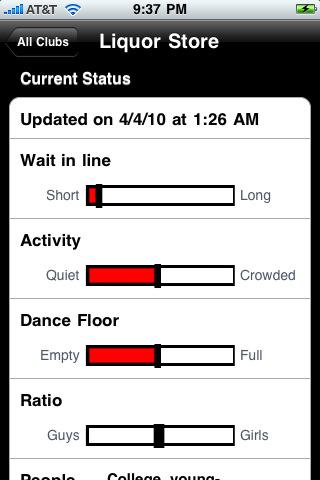 AT&T 9:37 PM
All Clubs Liquor Store
Current Status
Updated on 4/4/10 at 1:26 AM
Wait in line
Short Long
Activity
Quiet Crowded
Dance Floor
Empty Full
Ratio
Guys Girls
People College, young-